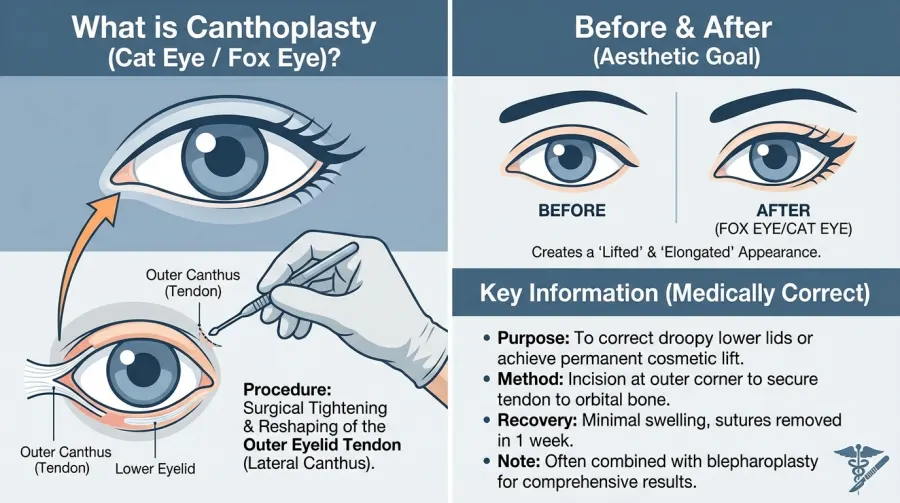 What is Canthoplasty
(Cat Eye / Fox Eye)?
Outer Canthus
(Tendon)
Procedure:
Surgical Tightening
& Reshaping of the
Outer Eyelid Tendon
(Lateral Canthus).
Outer Canthus
(Tendon)
Lower Eyelid
Before & After
(Aesthetic Goal)
BEFORE
AFTER
(FOX EYE/CAT EYE)
Creates a ‘Lifted’ & ‘Elongated’ Appearance.
Key Information (Medically Correct)
• Purpose: To correct droopy lower lids or
achieve permanent cosmetic lift.
• Method: Incision at outer corner to secure
tendon to orbital bone.
• Recovery: Minimal swelling, sutures removed
in 1 week.
• Note: Often combined with blepharoplasty
for comprehensive results.